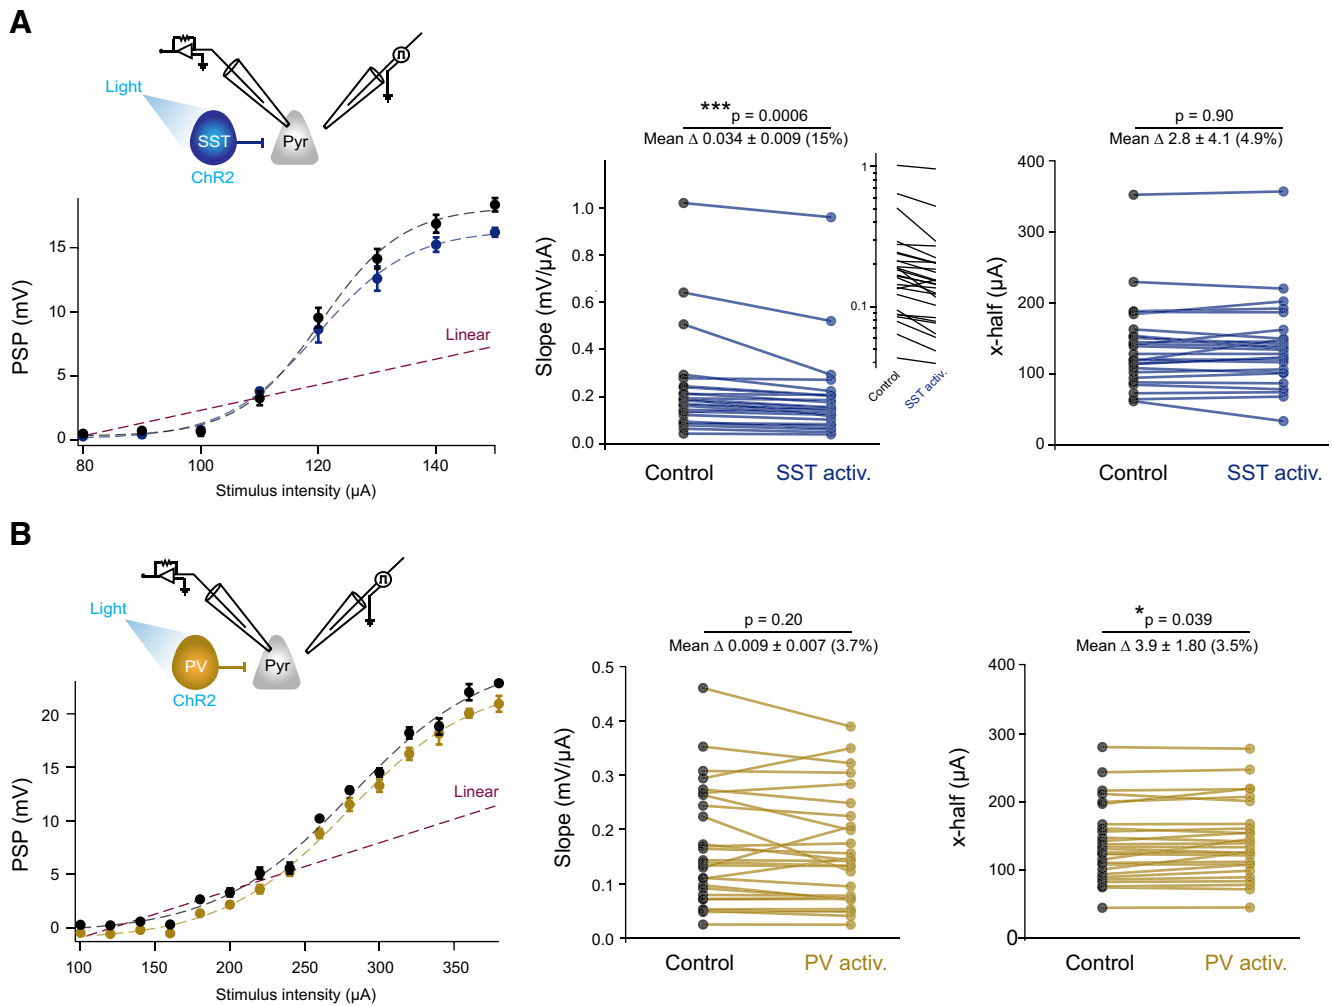 A
Light
SST
Pyr
ChR2
PSP (mV)
15
10
5
0
Linear
80
100
120
140
Stimulus intensity (µA)
***p = 0.0006
Mean Δ 0.034 ± 0.009 (15%)
Slope (mV/µA)
1.0
0.8
0.6
0.4
0.2
0.0
Control
SST activ.
1
0.1
Control
SST activ.
p = 0.90
Mean Δ 2.8 ± 4.1 (4.9%)
x-half (µA)
400
300
200
100
0
Control
SST activ.
B
Light
PV
Pyr
ChR2
PSP (mV)
20
15
10
5
0
Linear
100
150
200
250
300
350
Stimulus intensity (µA)
p = 0.20
Mean Δ 0.009 ± 0.007 (3.7%)
Slope (mV/µA)
0.5
0.4
0.3
0.2
0.1
0.0
Control
PV activ.
*p = 0.039
Mean Δ 3.9 ± 1.80 (3.5%)
x-half (µA)
400
300
200
100
0
Control
PV activ.